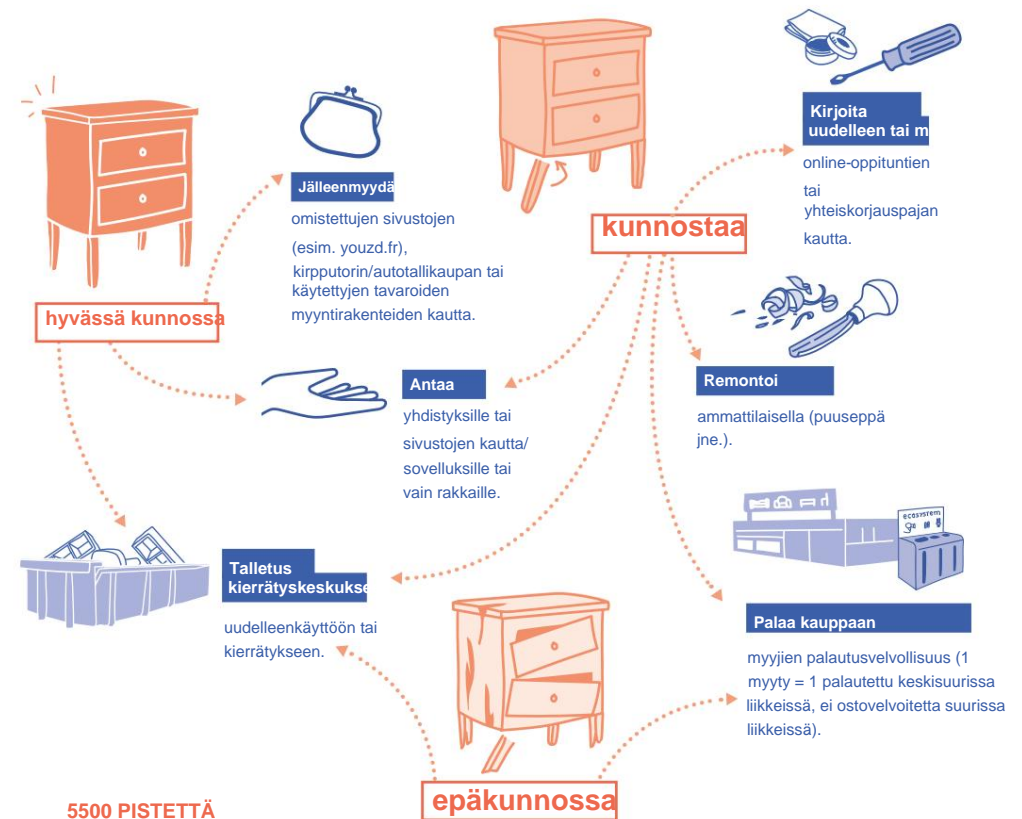 Kirjoita
uudelleen tai m
online-oppituntien
tai
yhteiskorjauspajan
kautta.
Jälleenmyydä
omistettujen sivustojen
(esim. youzd.fr),
kirpputorin/autotallikaupan tai
käytettyjen tavaroiden
myyntirakenteiden kautta.
kunnostaa
hyvässä kunnossa
Antaa
yhdistyksille tai
sivustojen kautta/
sovelluksille tai
vain rakkaille.
Remontoi
ammattilaisella (puuseppä
jne.).
ecosystem
Talletus
kierrätyskeskukse
uudelleenkäyttöön tai
kierrätykseen.
Palaa kauppaan
myyjien palautusvelvollisuus (1
myyty = 1 palautettu keskisuurissa
liikkeissä, ei ostovelvoitetta suurissa
liikkeissä).
epäkunnossa
5500 PISTETTÄ